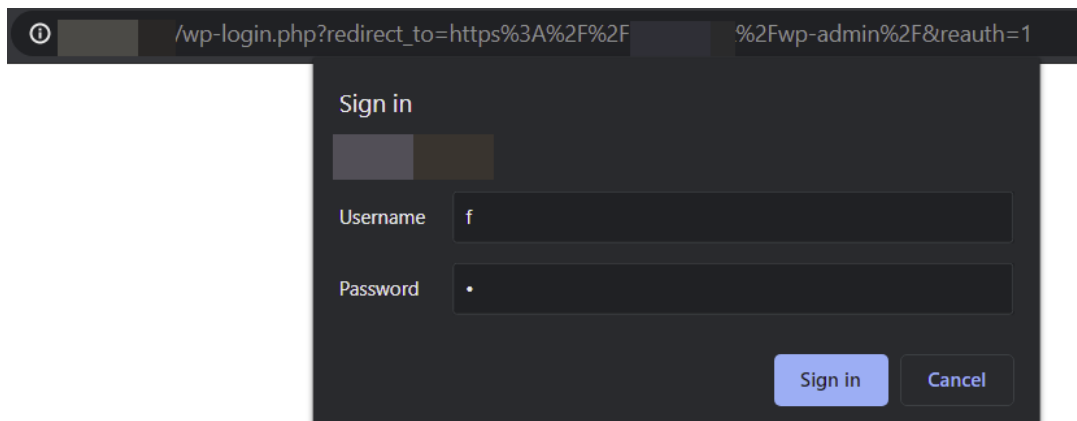 /wp-login.php?redirect_to=https%3A%2F%2F %2Fwp-admin%2F&reauth=1
Sign in
Username f
Password •
Sign in Cancel